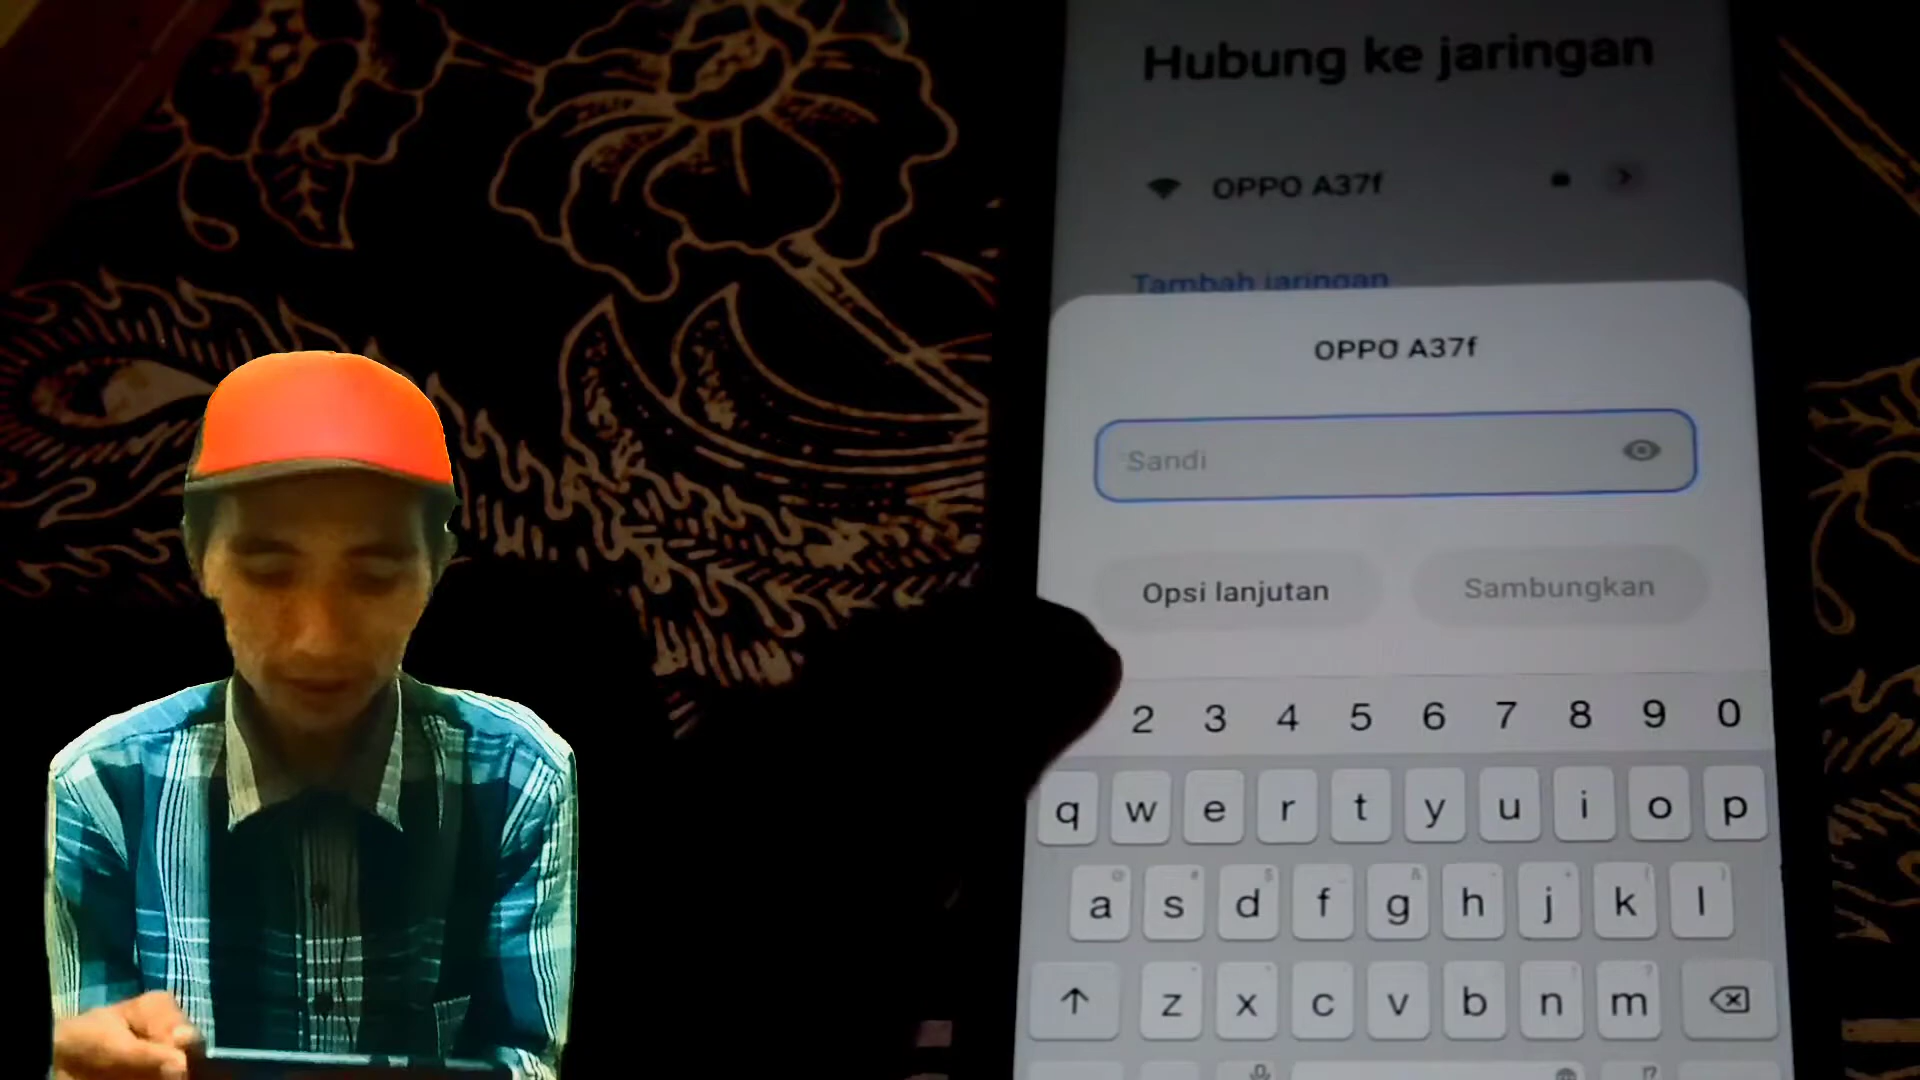 Hubung ke jaringan
OPPO A37f
Tambah jaringan
OPPO A37f
Sandi
Opsi lanjutan Sambungkan
2 3 4 5 6 7 8 9 0
q w e r t y u i o p
a s d f g h j k l
z x c v b n m